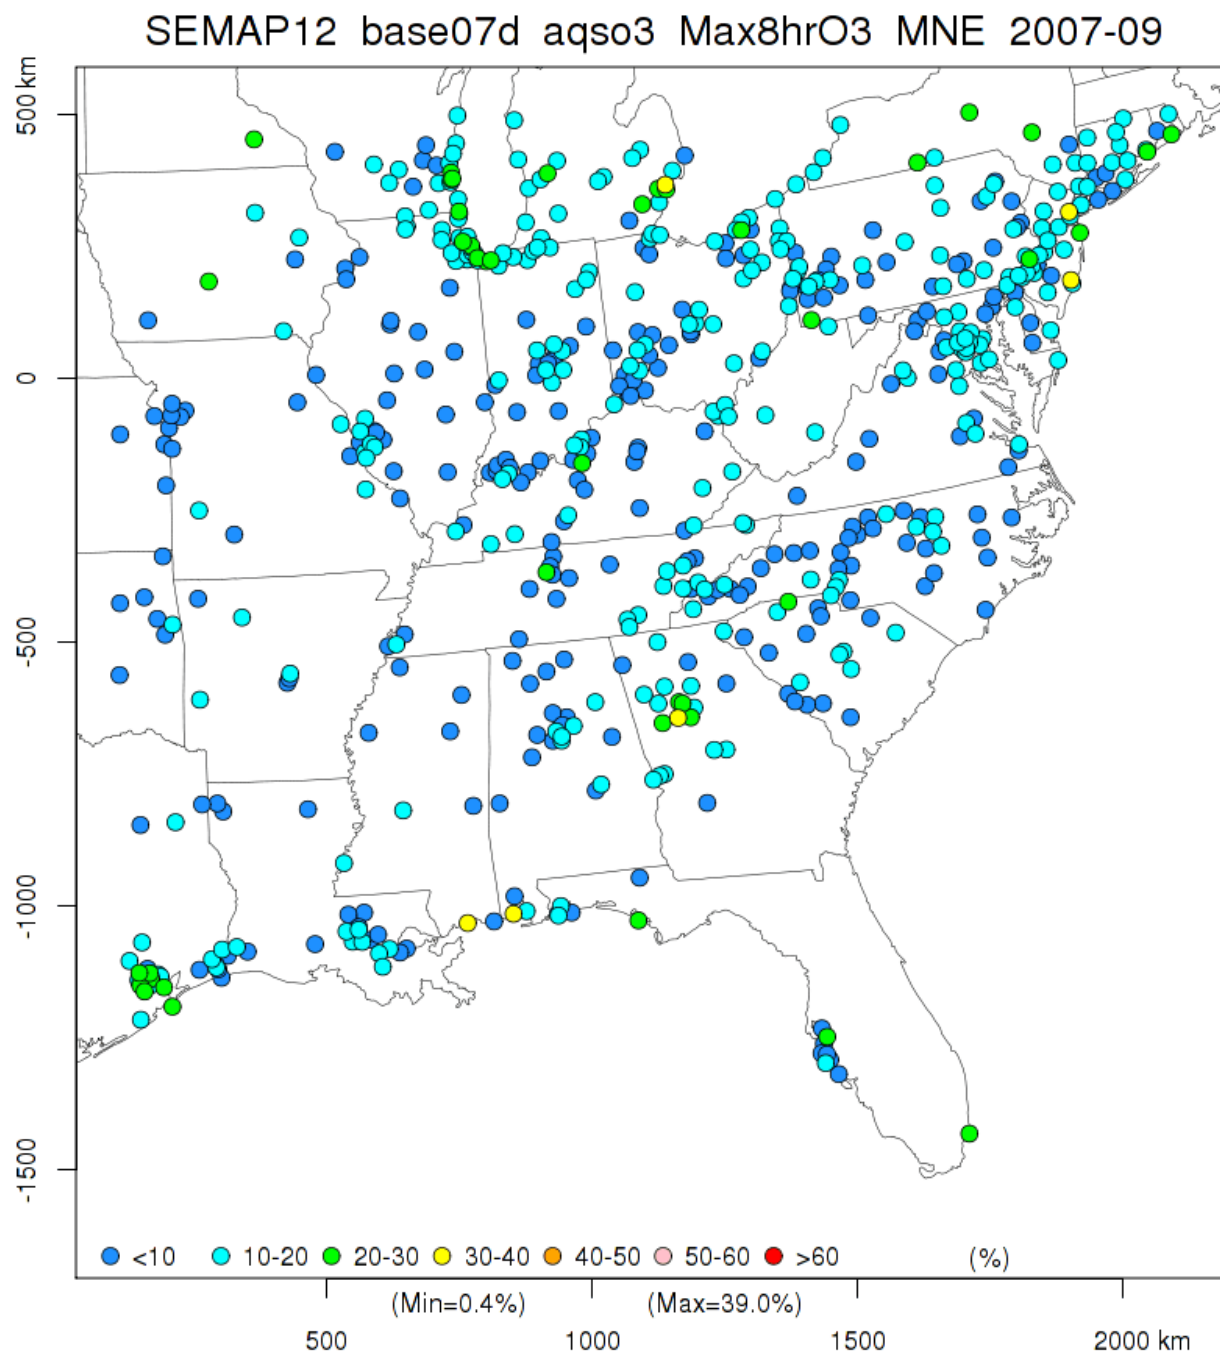 SEMAP12 base07d aqso3 Max8hrO3 MNE 2007-09
500 km
0
-500
-1000
-1500
<10 10-20 20-30 30-40 40-50 50-60 >60 (%)
(Min=0.4%) (Max=39.0%)
500 1000 1500 2000 km